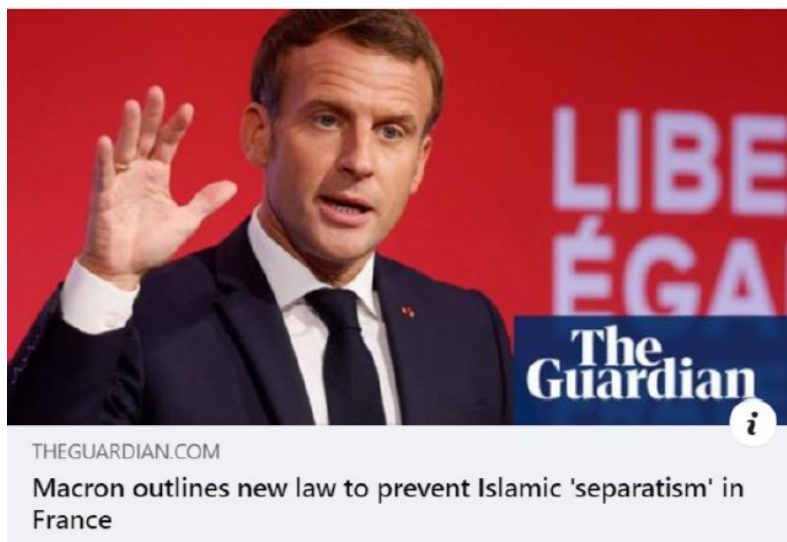 LIBE
ÉGA
The
Guardian
i
THEGUARDIAN.COM
Macron outlines new law to prevent Islamic 'separatism' in
France